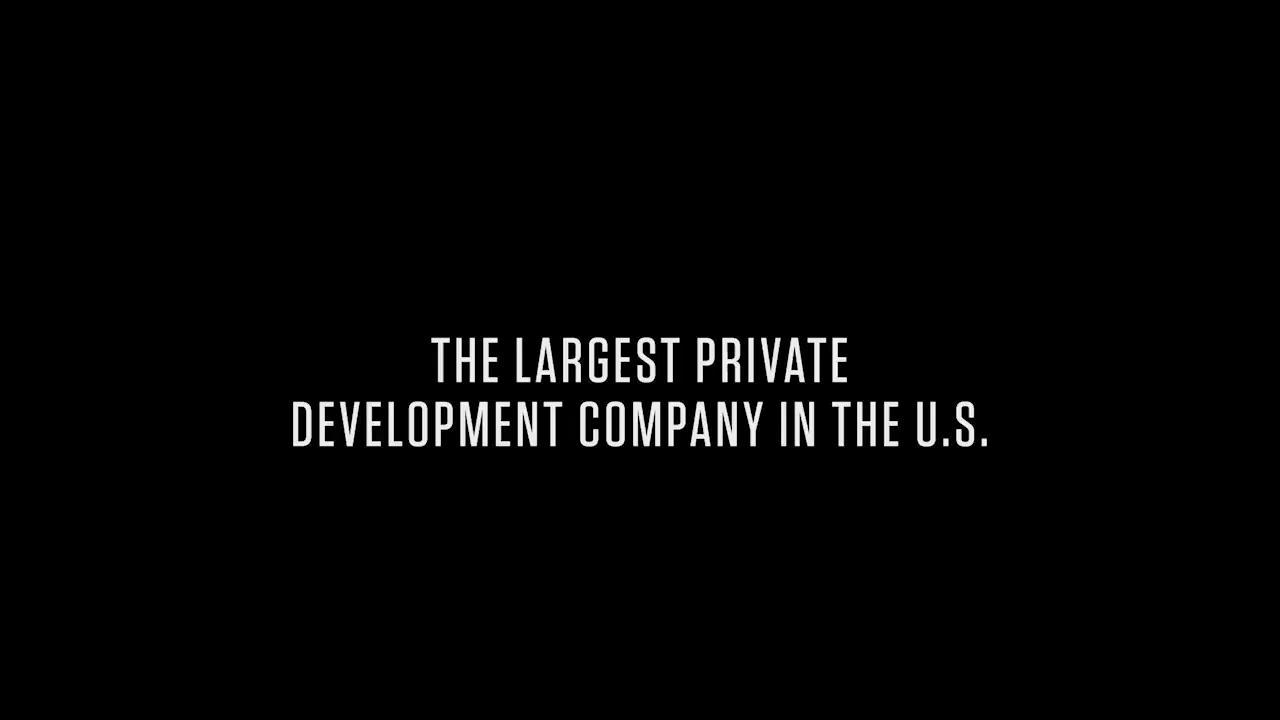 THE LARGEST PRIVATE
DEVELOPMENT COMPANY IN THE U.S.